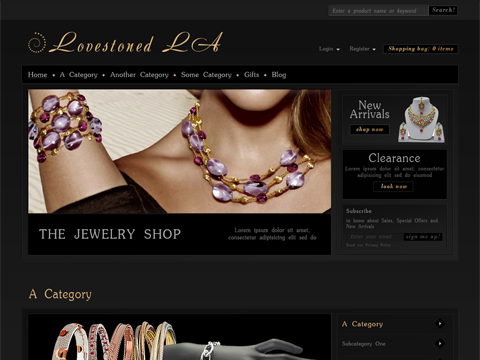 Enter a product name or keyword
Search!
Lovestoned LA
Login
Register
Shopping bag: 0 items
Home • A Category • Another Category • Some Category • Gifts • Blog
New
Arrivals
shop now
Clearance
Lorem ipsum dolor sit amet, consectetur
adipisicing elit sed do eiusmod
look now
THE JEWELRY SHOP
Lorem ipsum dolor sit amet,
consectetur adipisicing elit sed do
Subscribe
to know about Sales, Special Offers and
New Arrivals
Enter your email
sign me up!
Read our Privacy Policy
A Category
A Category
Subcategory One